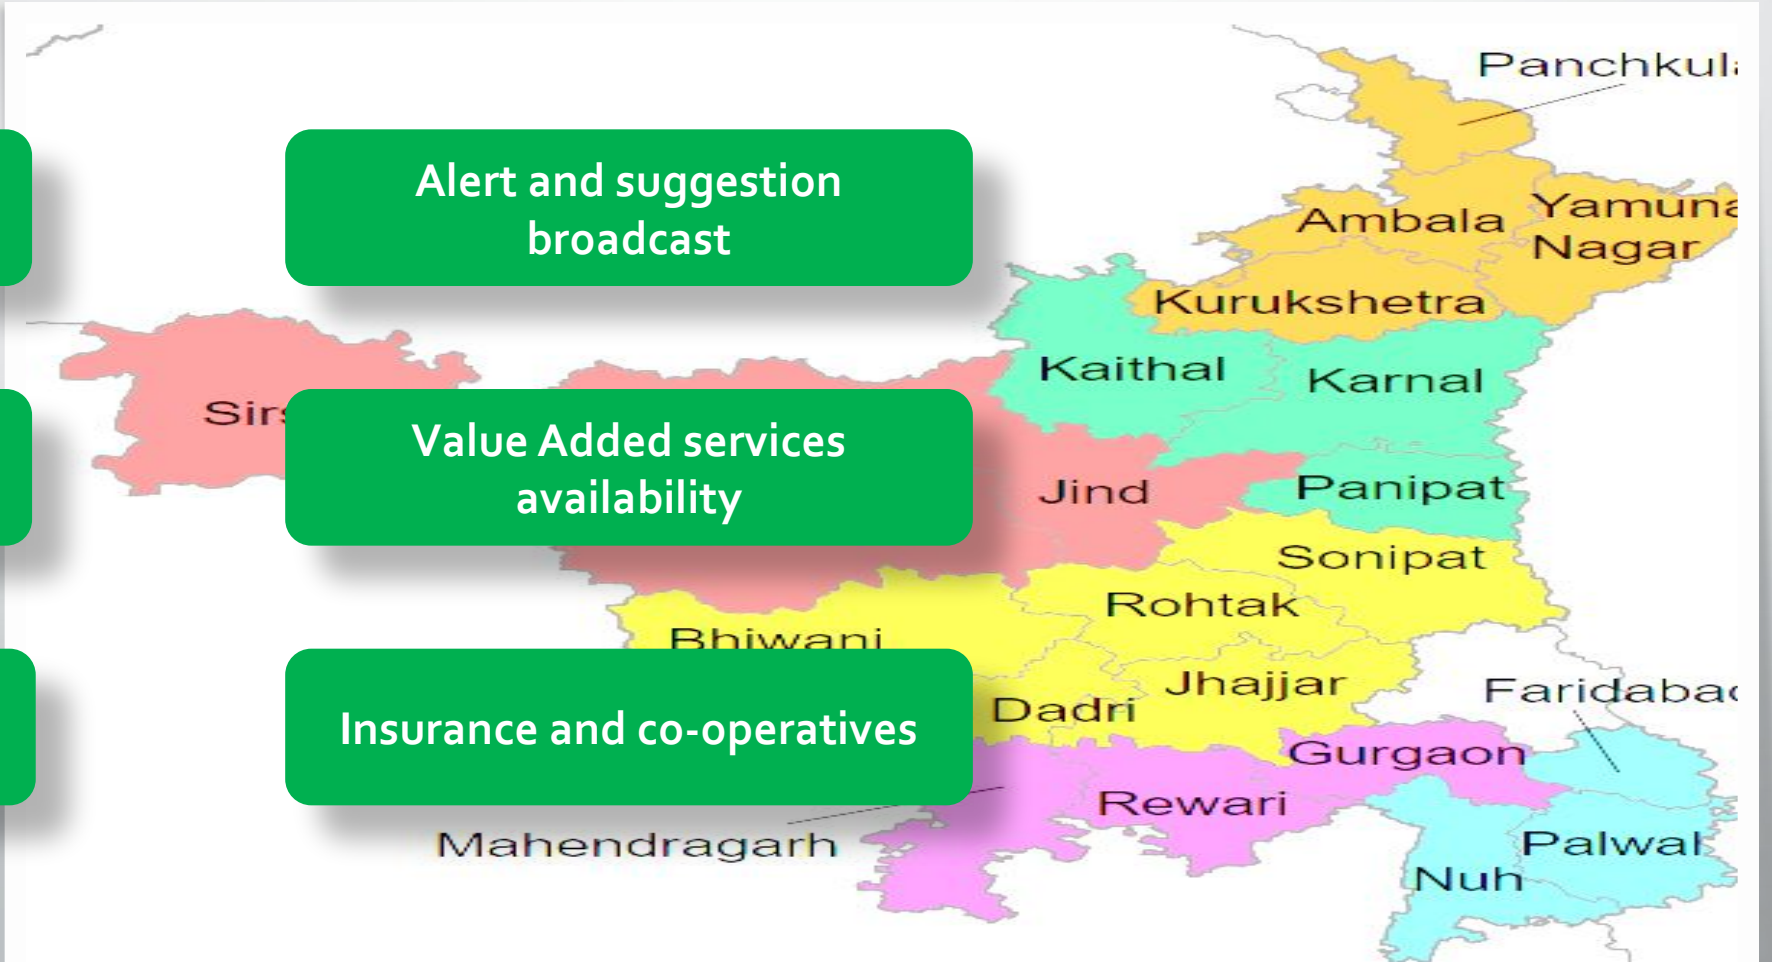 Panchkul
Alert and suggestion
broadcast
Ambala
Yamuna
Nagar
Kurukshetra
Kaithal
Karnal
Sirs
Value Added services
availability
Jind
Panipat
Sonipat
Rohtak
Bhiwani
Jhajjar
Faridabad
Dadri
Insurance and co-operatives
Gurgaon
Rewari
Mahendragarh
Palwal
Nuh